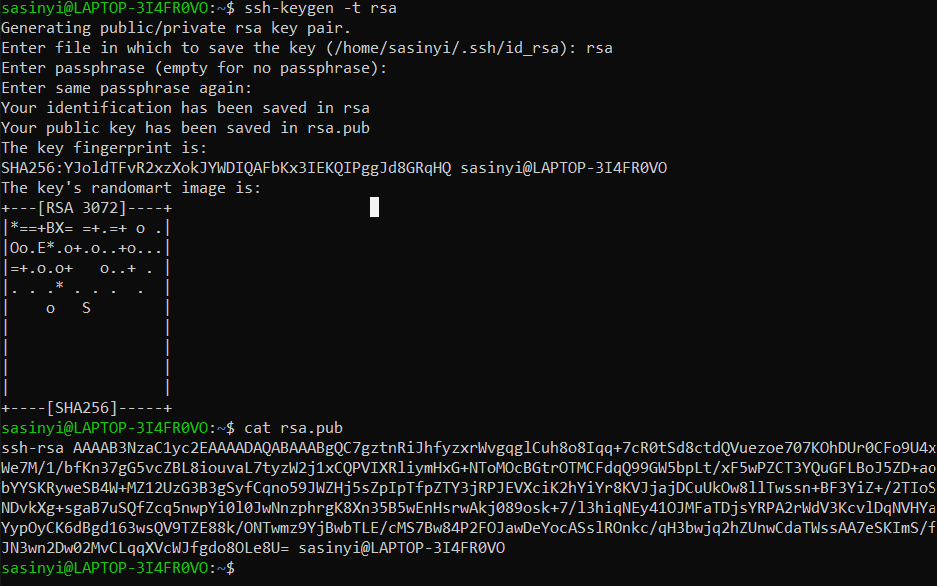 sasinyi@LAPTOP-3I4FR0VO:~$ ssh-keygen -t rsa
Generating public/private rsa key pair.
Enter file in which to save the key (/home/sasinyi/.ssh/id_rsa): rsa
Enter passphrase (empty for no passphrase):
Enter same passphrase again:
Your identification has been saved in rsa
Your public key has been saved in rsa.pub
The key fingerprint is:
SHA256:YJoldTFvR2xzXokJYWDIQAFbKx3IEKQIPggJd8GRqHQ sasinyi@LAPTOP-3I4FR0VO
The key's randomart image is:
+---[RSA 3072]----+
|*==+BX= =+.=+ o .|
|Oo.E*.o+.o..+o...|
|=+.o.o+   o..+ . |
|. . .* . . .  .  |
|    o   S        |
|                 |
|                 |
|                 |
|                 |
+----[SHA256]-----+
sasinyi@LAPTOP-3I4FR0VO:~$ cat rsa.pub
ssh-rsa AAAAB3NzaC1yc2EAAAADAQABAAABgQC7gztnRiJhfyzxrWvgqglCuh8o8Iqq+7cR0tSd8ctdQVuezoe707KOhDUr0CFo9U4x
We7M/1/bfKn37gG5vcZBL8iouvaL7tyzW2j1xCQPVIXRliymHxG+NToMOcBGtrOTMCFdqQ99GW5bpLt/xF5wPZCT3YQuGFLBoJ5ZD+ao
bYYSKRyweSB4W+MZ12UzG3B3gSyfCqno59JWZHj5sZpIpTfpZTY3jRPJEVXciK2hYiYr8KVJjajDCuUkOw8llTwssn+BF3YiZ+/2TIoS
NDvkXg+sgaB7uSQfZcq5nwpYi0l0JwNnzphrgK8Xn35B5wEnHsrwAkj089osk+7/l3hiqNEy41OJMFaTDjsYRPA2rWdV3KcvlDqNVHYa
YypOyCK6dBgd163wsQV9TZE88k/ONTwmz9YjBwbTLE/cMS7Bw84P2FOJawDeYocASslROnkc/qH3bwjq2hZUnwCdaTWssAA7eSKImS/f
JN3wn2Dw02MvCLqqXVcWJfgdo8OLe8U= sasinyi@LAPTOP-3I4FR0VO
sasinyi@LAPTOP-3I4FR0VO:~$